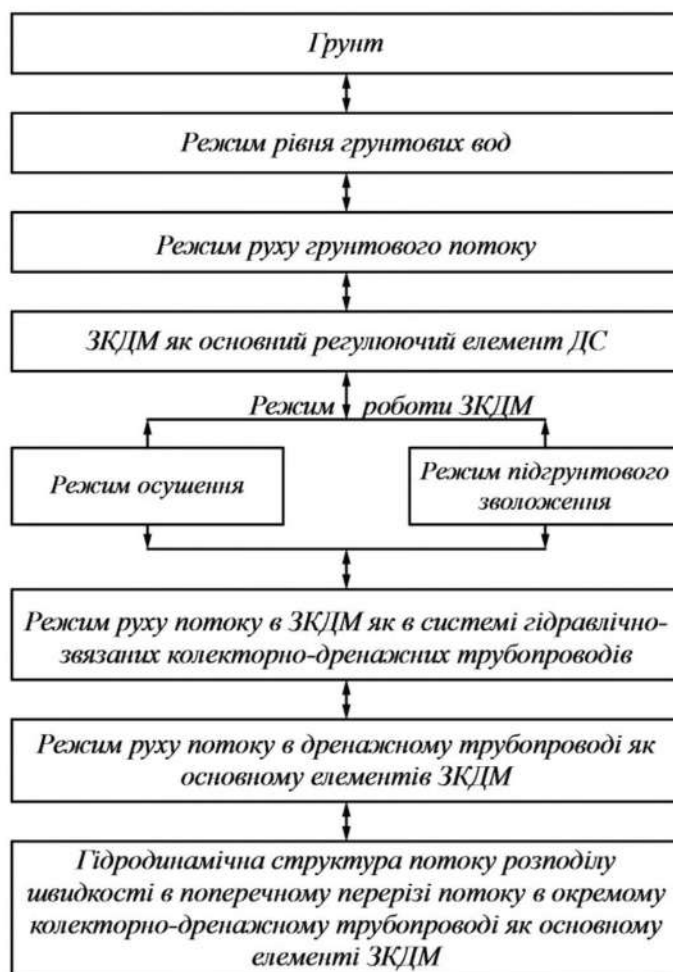 Грунт
Режим рівня грунтових вод
Режим руху грунтового потоку
ЗКДМ як основний регулюючий елемент ДС
Режим роботи ЗКДМ
Режим осушення
Режим підгрунтового
зволоження
Режим руху потоку в ЗКДМ як в системі гідравлічно-
звязаних колекторно-дренажних трубопроводів
Режим руху потоку в дренажному трубопроводі як
основному елементів ЗКДМ
Гідродинамічна структура потоку розподілу
швидкості в поперечному перерізі потоку в окремому
колекторно-дренажному трубопроводі як основному
елементі ЗКДМ